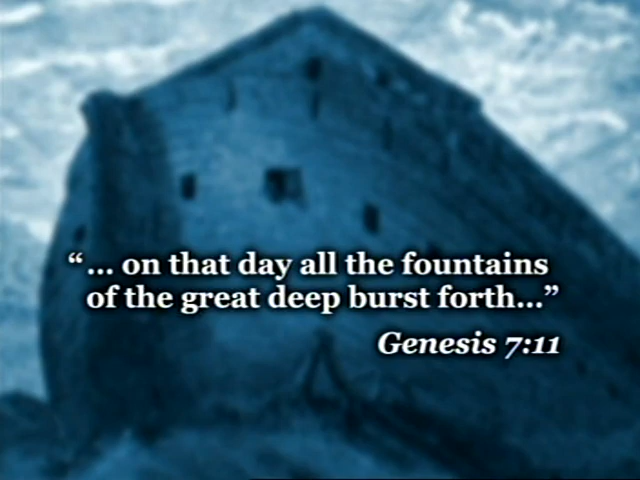 “... on that day all the fountains
of the great deep burst forth...”
Genesis 7:11